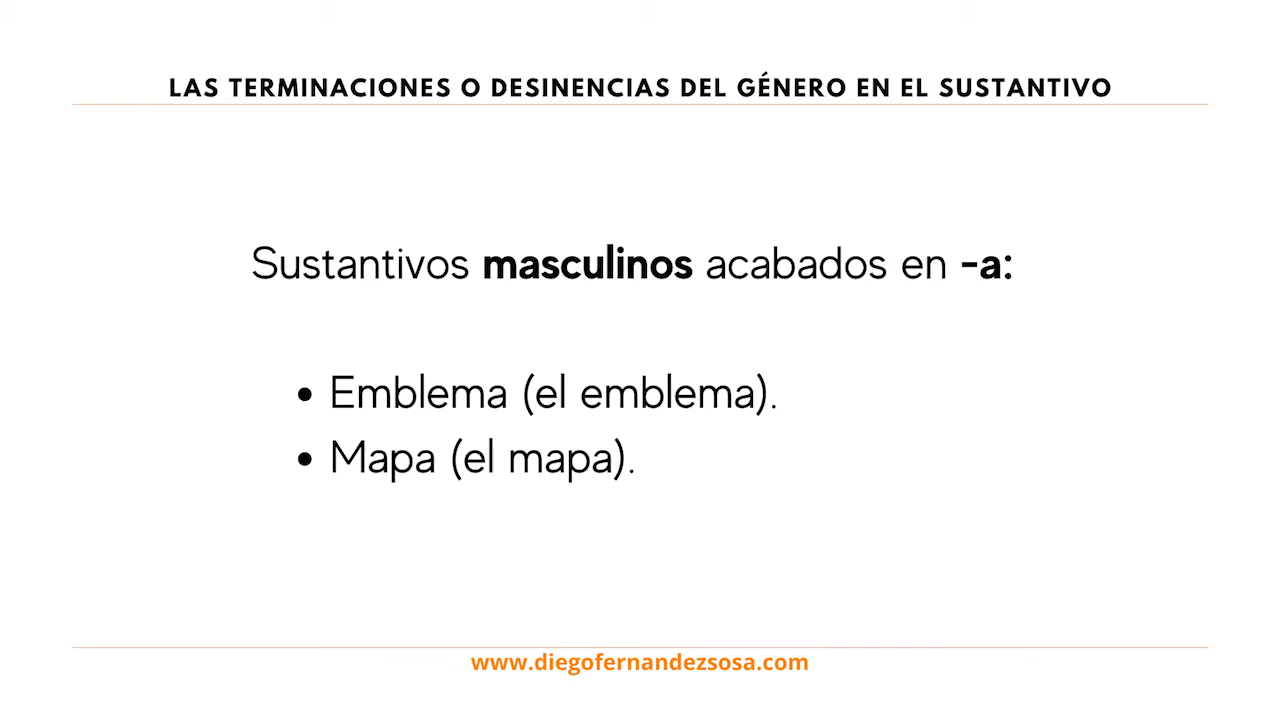 LAS TERMINACIONES O DESINENCIAS DEL GÉNERO EN EL SUSTANTIVO
Sustantivos masculinos acabados en -a:
• Emblema (el emblema).
• Mapa (el mapa).
www.diegofernandezsosa.com